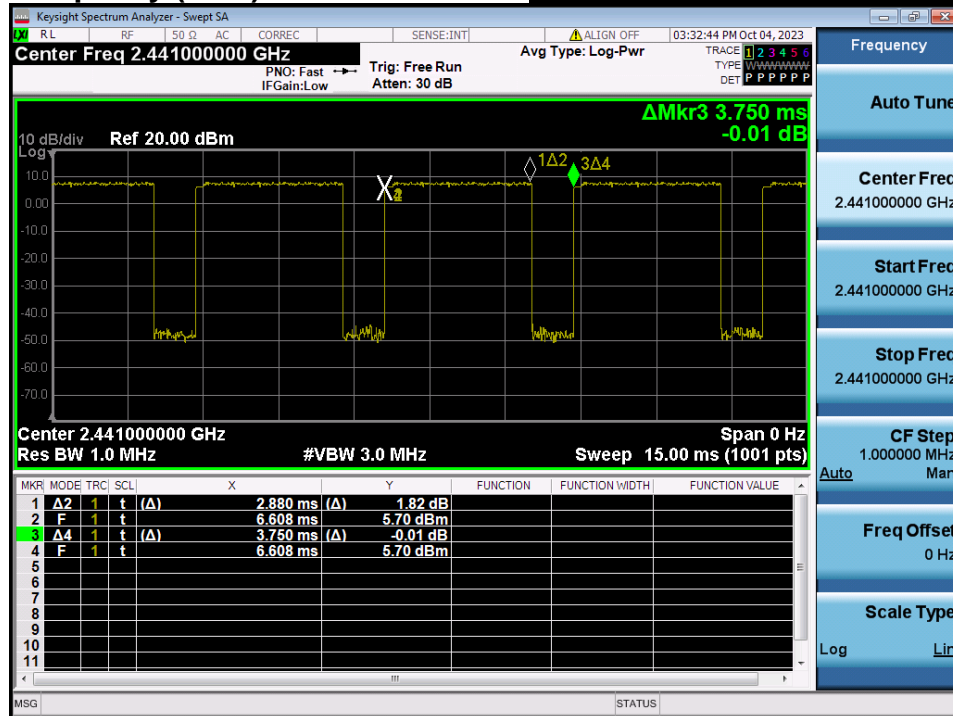 Keysight Spectrum Analyzer - Swept SA
LXI RL RF 50 Ω AC CORREC SENSE:INT ALIGN OFF 03:32:44 PM Oct 04, 2023
Center Freq 2.441000000 GHz
Avg Type: Log-Pwr
TRACE 1 2 3 4 5 6
TYPE WWWWWW
DET P P P P P P
PNO: Fast
IFGain:Low
Trig: Free Run
Atten: 30 dB
ΔMkr3 3.750 ms
-0.01 dB
10 dB/div
Log
Ref 20.00 dBm
1Δ2
3Δ4
10.0
0.00
-10.0
-20.0
-30.0
-40.0
-50.0
-60.0
-70.0
Center 2.441000000 GHz Span 0 Hz
Res BW 1.0 MHz #VBW 3.0 MHz Sweep 15.00 ms (1001 pts)
MKR MODE TRC SCL X Y FUNCTION FUNCTION WIDTH FUNCTION VALUE
1 Δ2 1 t (Δ) 2.880 ms (Δ) 1.82 dB
2 F 1 t 6.608 ms 5.70 dBm
3 Δ4 1 t (Δ) 3.750 ms (Δ) -0.01 dB
4 F 1 t 6.608 ms 5.70 dBm
5
6
7
8
9
10
11
MSG STATUS
Frequency
Auto Tune
Center Freq
2.441000000 GHz
Start Freq
2.441000000 GHz
Stop Freq
2.441000000 GHz
CF Step
1.000000 MHz
Auto Man
Freq Offset
0 Hz
Scale Type
Log Lin